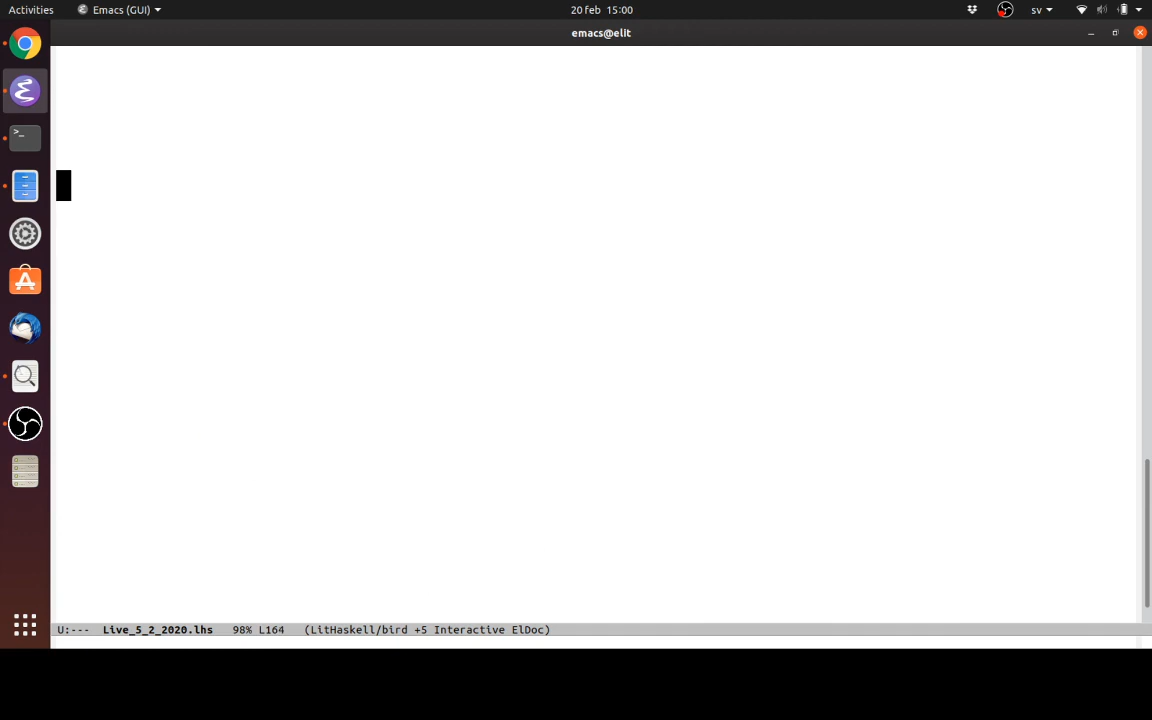 Activities Emacs (GUI) 20 feb 15:00 sv
emacs@elit
>_
U:--- Live_5_2_2020.lhs 98% L164 (LitHaskell/bird +5 Interactive ElDoc)